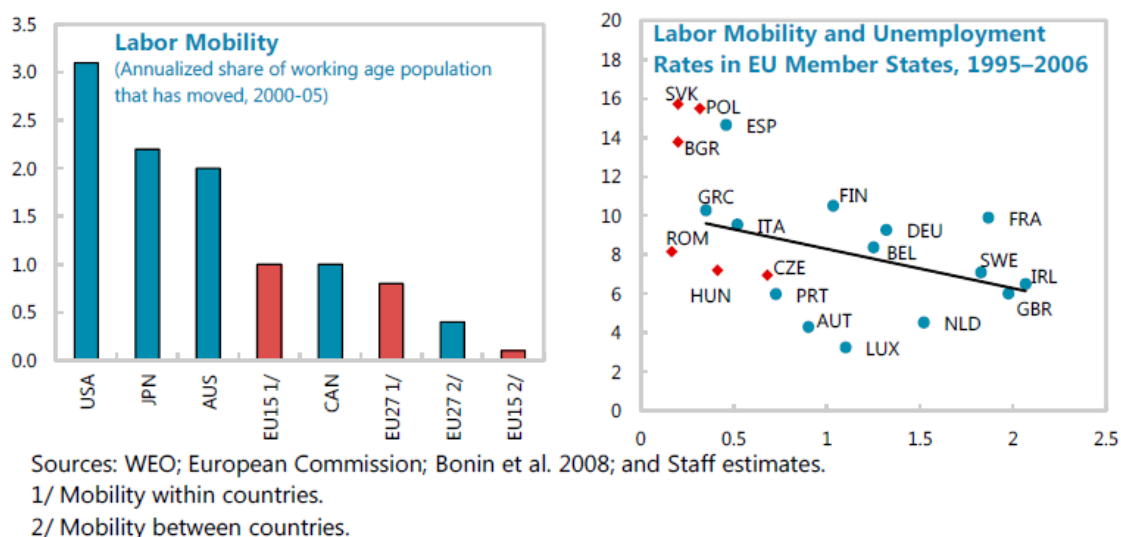 Labor Mobility
(Annualized share of working age population
that has moved, 2000-05)
3.5
3.0
2.5
2.0
1.5
1.0
0.5
0.0
USA
JPN
AUS
EU15 1/
CAN
EU27 1/
EU27 2/
EU15 2/
Labor Mobility and Unemployment
Rates in EU Member States, 1995–2006
20
18
16
14
12
10
8
6
4
2
0
SVK
POL
ESP
BGR
GRC
FIN
ITA
DEU
FRA
ROM
BEL
SWE
CZE
IRL
HUN
PRT
GBR
AUT
NLD
LUX
0
0.5
1
1.5
2
2.5
Sources: WEO; European Commission; Bonin et al. 2008; and Staff estimates.
1/ Mobility within countries.
2/ Mobility between countries.